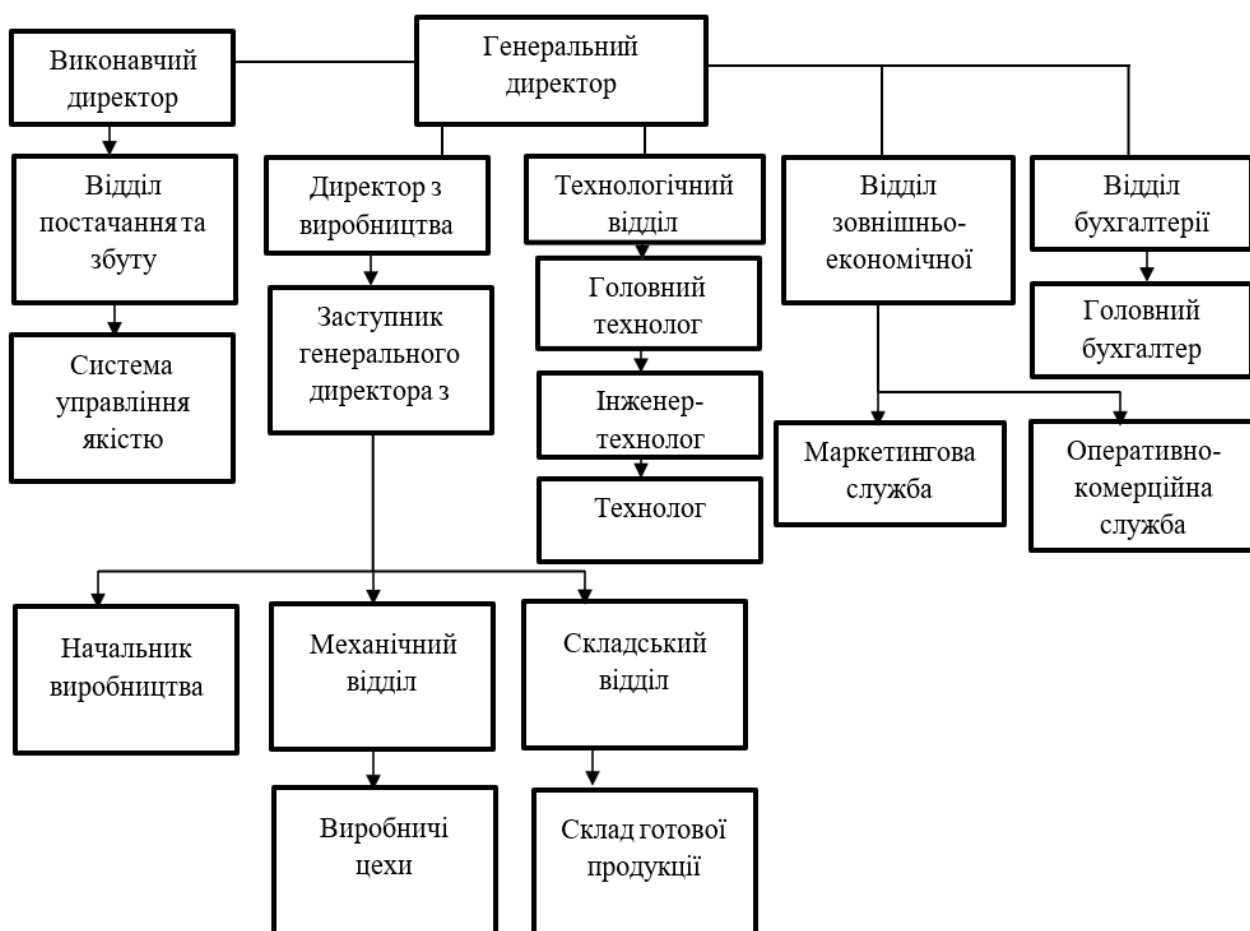 Виконавчий
директор
Генеральний
директор
Відділ
постачання та
збуту
Директор з
виробництва
Технологічний
відділ
Відділ
зовнішньо-
економічної
Відділ
бухгалтерії
Система
управління
якістю
Заступник
генерального
директора з
Головний
технолог
Головний
бухгалтер
Інженер-
технолог
Технолог
Маркетингова
служба
Оперативно-
комерційна
служба
Начальник
виробництва
Механічний
відділ
Складський
відділ
Виробничі
цехи
Склад готової
продукції